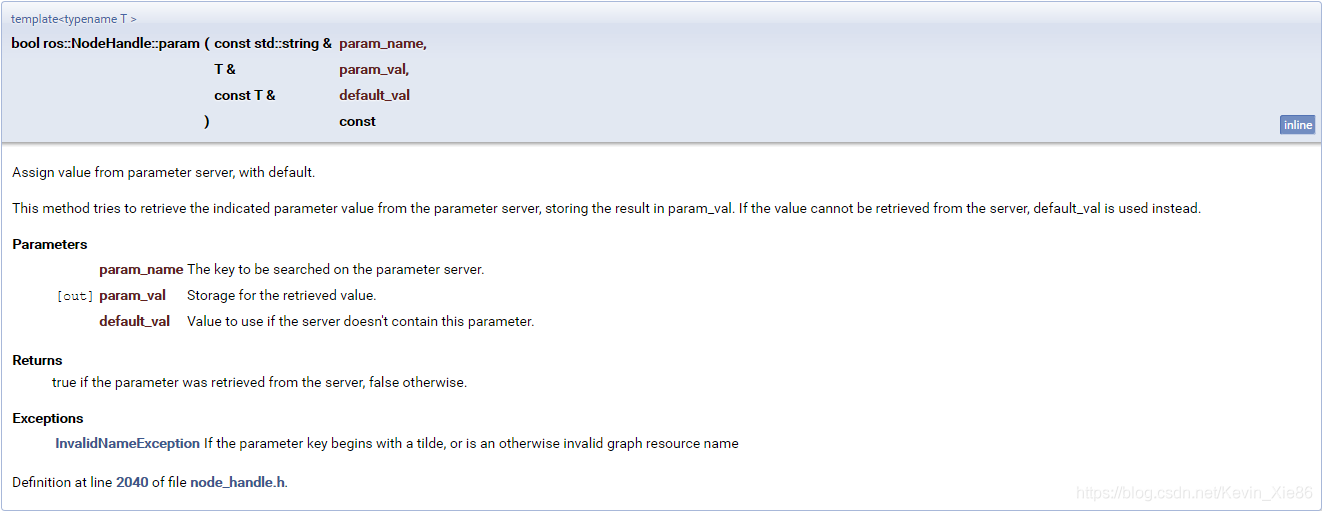 template<typename T >
bool ros::NodeHandle::param ( const std::string & param_name,
T & param_val,
const T & default_val
) const
inline
Assign value from parameter server, with default.
This method tries to retrieve the indicated parameter value from the parameter server, storing the result in param_val. If the value cannot be retrieved from the server, default_val is used instead.
Parameters
param_name The key to be searched on the parameter server.
[out] param_val Storage for the retrieved value.
default_val Value to use if the server doesn't contain this parameter.
Returns
true if the parameter was retrieved from the server, false otherwise.
Exceptions
InvalidNameException If the parameter key begins with a tilde, or is an otherwise invalid graph resource name
Definition at line 2040 of file node_handle.h.
https://blog.csdn.net/Kevin_Xie86